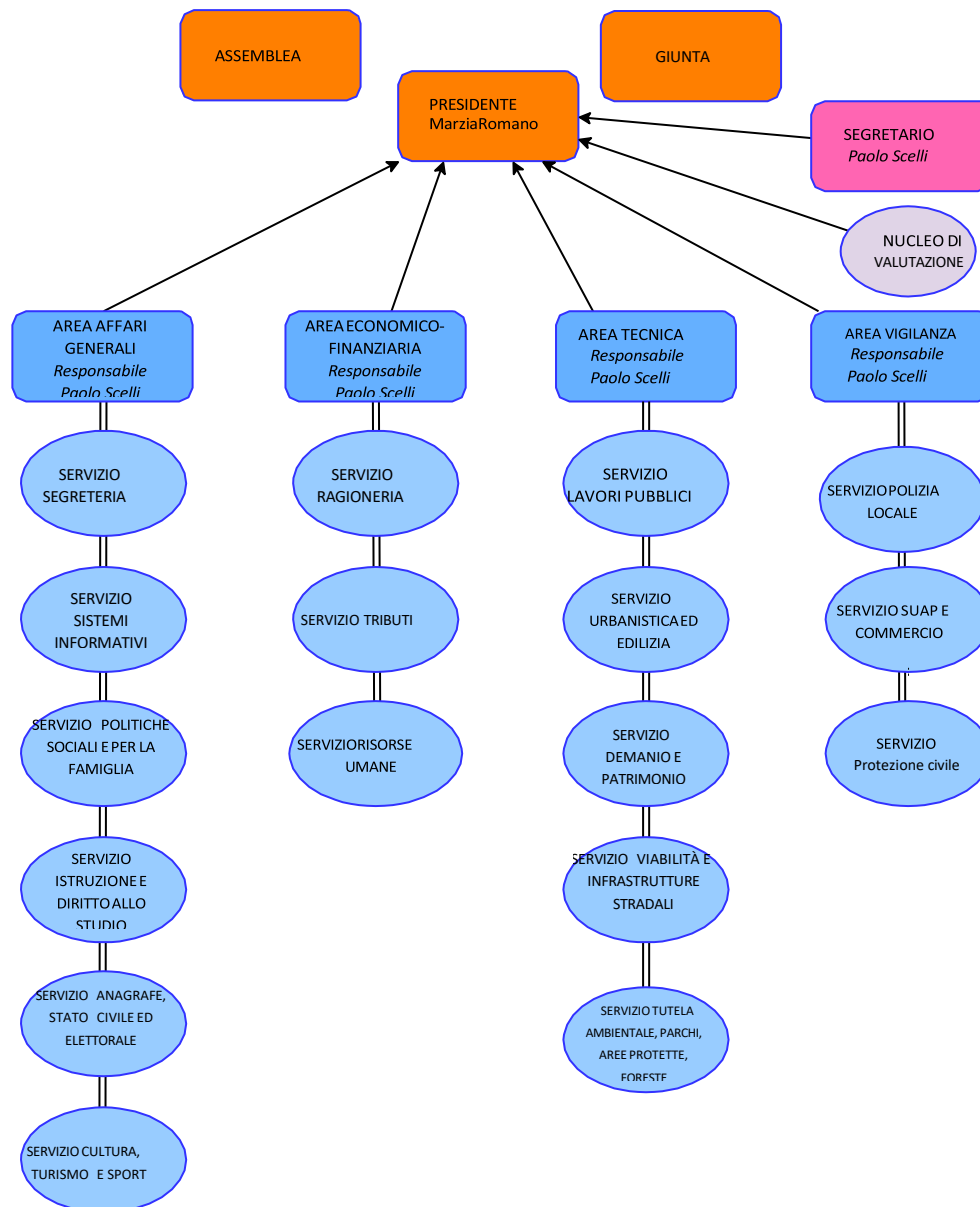 ASSEMBLEA
GIUNTA
PRESIDENTE
MarziaRomano
SEGRETARIO
Paolo Scelli
NUCLEO DI
VALUTAZIONE
AREA AFFARI
GENERALI
Responsabile
Paolo Scelli
AREA ECONOMICO-
FINANZIARIA
Responsabile
Paolo Scelli
AREA TECNICA
Responsabile
Paolo Scelli
AREA VIGILANZA
Responsabile
Paolo Scelli
SERVIZIO
SEGRETERIA
SERVIZIO
RAGIONERIA
SERVIZIO
LAVORI PUBBLICI
SERVIZIO POLIZIA
LOCALE
SERVIZIO
SISTEMI
INFORMATIVI
SERVIZIO TRIBUTI
SERVIZIO
URBANISTICA ED
EDILIZIA
SERVIZIO SUAP E
COMMERCIO
SERVIZIO POLITICHE
SOCIALI E PER LA
FAMIGLIA
SERVIZIORISORSE
UMANE
SERVIZIO
DEMANIO E
PATRIMONIO
SERVIZIO
Protezione civile
SERVIZIO
ISTRUZIONE E
DIRITTO ALLO
STUDIO
SERVIZIO VIABILITÀ E
INFRASTRUTTURE
STRADALI
SERVIZIO ANAGRAFE,
STATO CIVILE ED
ELETTORALE
SERVIZIO TUTELA
AMBIENTALE, PARCHI,
AREE PROTETTE,
FORESTE
SERVIZIO CULTURA,
TURISMO E SPORT